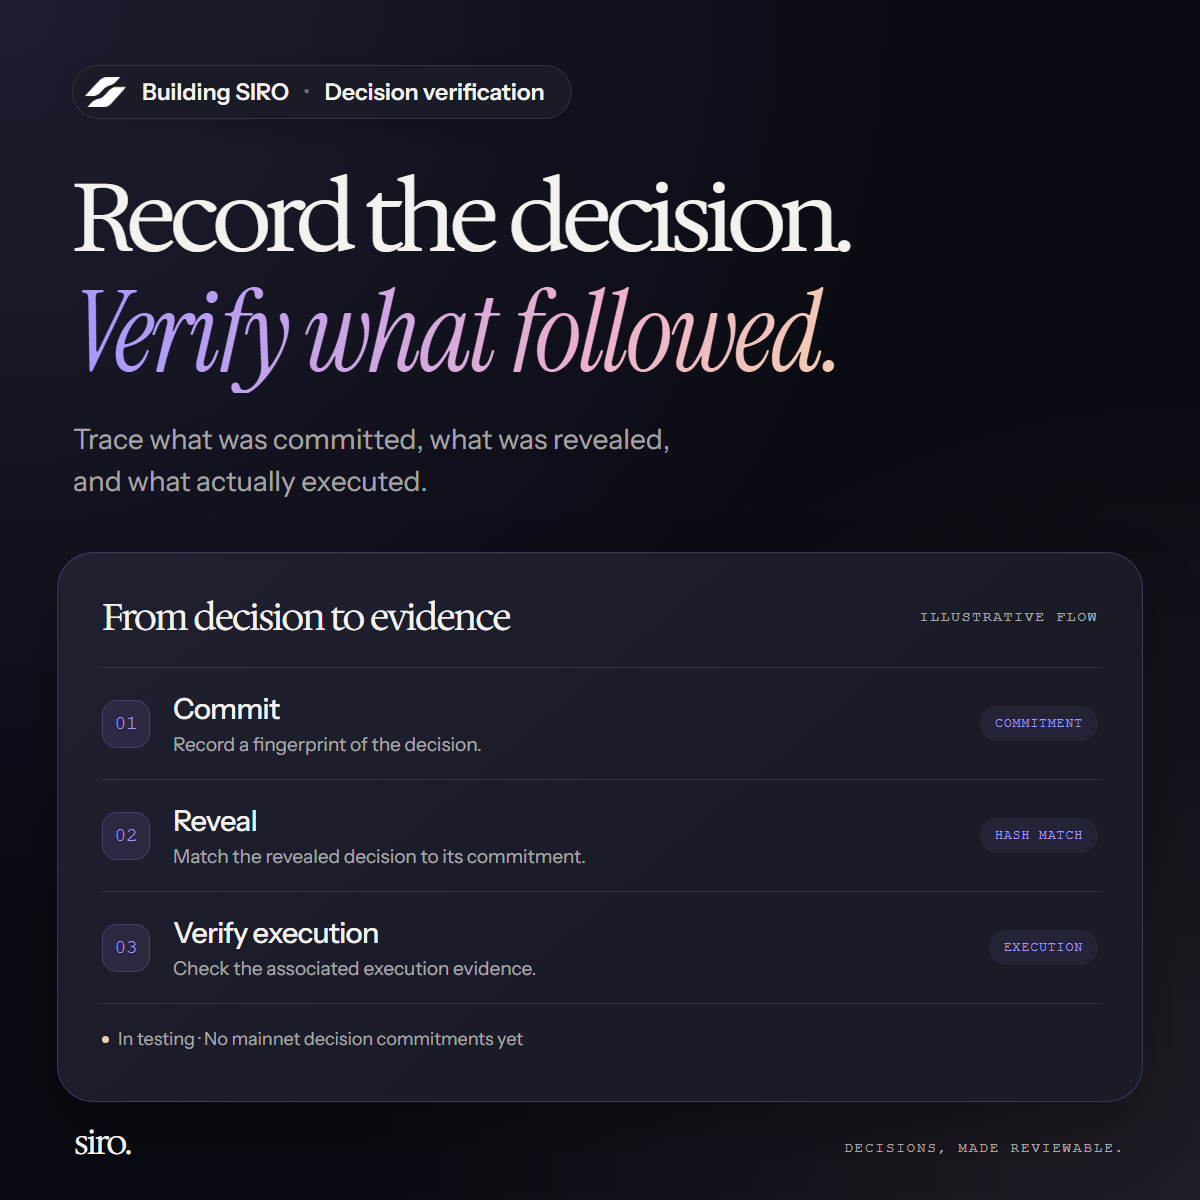 Building SIRO · Decision verification
Record the decision.
Verify what followed.
Trace what was committed, what was revealed,
and what actually executed.
From decision to evidence
ILLUSTRATIVE FLOW
01
Commit
Record a fingerprint of the decision.
COMMITMENT
02
Reveal
Match the revealed decision to its commitment.
HASH MATCH
03
Verify execution
Check the associated execution evidence.
EXECUTION
In testing · No mainnet decision commitments yet
siro.
DECISIONS, MADE REVIEWABLE.